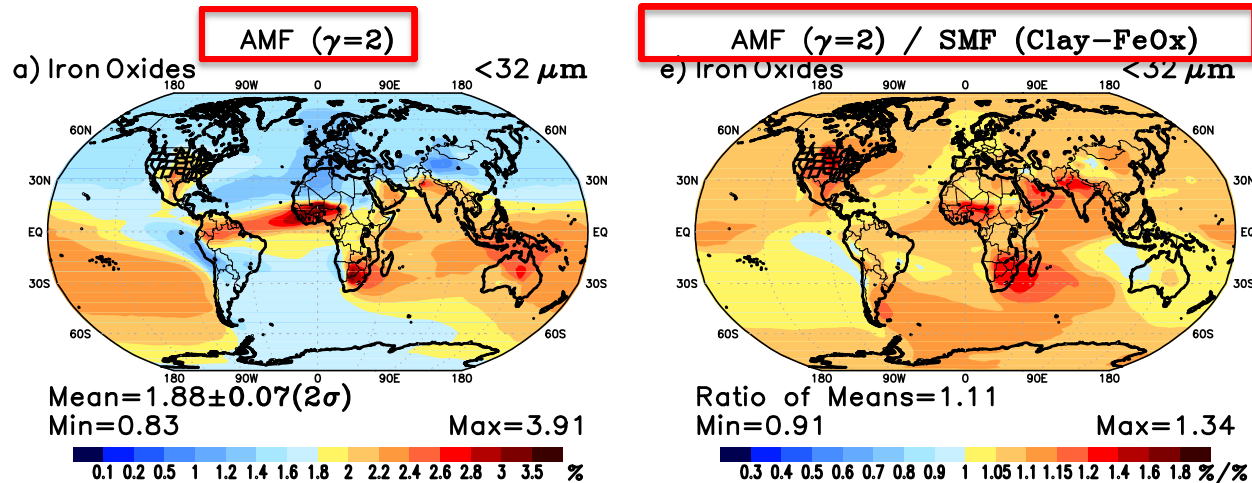 AMF (γ=2)
a) Iron Oxides <32 μm
180 90W 0 90E 180
60N 60N
30N 30N
EQ EQ
30S 30S
60S 60S
180 90W 0 90E 180
Mean=1.88±0.07(2σ)
Min=0.83 Max=3.91
0.1 0.2 0.5 1 1.2 1.4 1.6 1.8 2 2.2 2.4 2.6 2.8 3 3.5 %
AMF (γ=2) / SMF (Clay−FeOx)
e) Iron Oxides <32 μm
180 90W 0 90E 180
60N 60N
30N 30N
EQ EQ
30S 30S
60S 60S
180 90W 0 90E 180
Ratio of Means=1.11
Min=0.91 Max=1.34
0.3 0.4 0.5 0.6 0.7 0.8 0.9 1 1.05 1.1 1.15 1.2 1.4 1.6 1.8 %/%